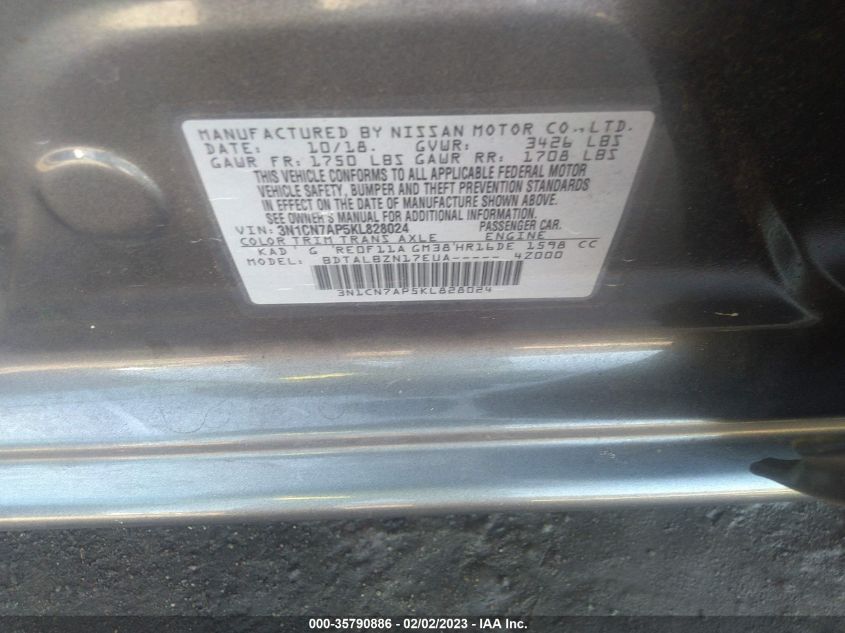 MANUFACTURED BY NISSAN MOTOR CO.,LTD.
DATE: 10/18. GVWR: 3426 LBS
GAWR FR: 1750 LBS GAWR RR: 1708 LBS
THIS VEHICLE CONFORMS TO ALL APPLICABLE FEDERAL MOTOR
VEHICLE SAFETY, BUMPER AND THEFT PREVENTION STANDARDS
IN EFFECT ON THE DATE OF MANUFACTURE SHOWN ABOVE.
SEE OWNER'S MANUAL FOR ADDITIONAL INFORMATION.
VIN: 3N1CN7AP5KL828024 PASSENGER CAR.
COLOR TRIM TRANS AXLE ENGINE
KAD G RE0F11A GM38 HR16DE 1598 CC
MODEL: BDTALBZN17EUA----- 4Z000
3N1CN7AP5KL828024
000-35790886 - 02/02/2023 - IAA Inc.